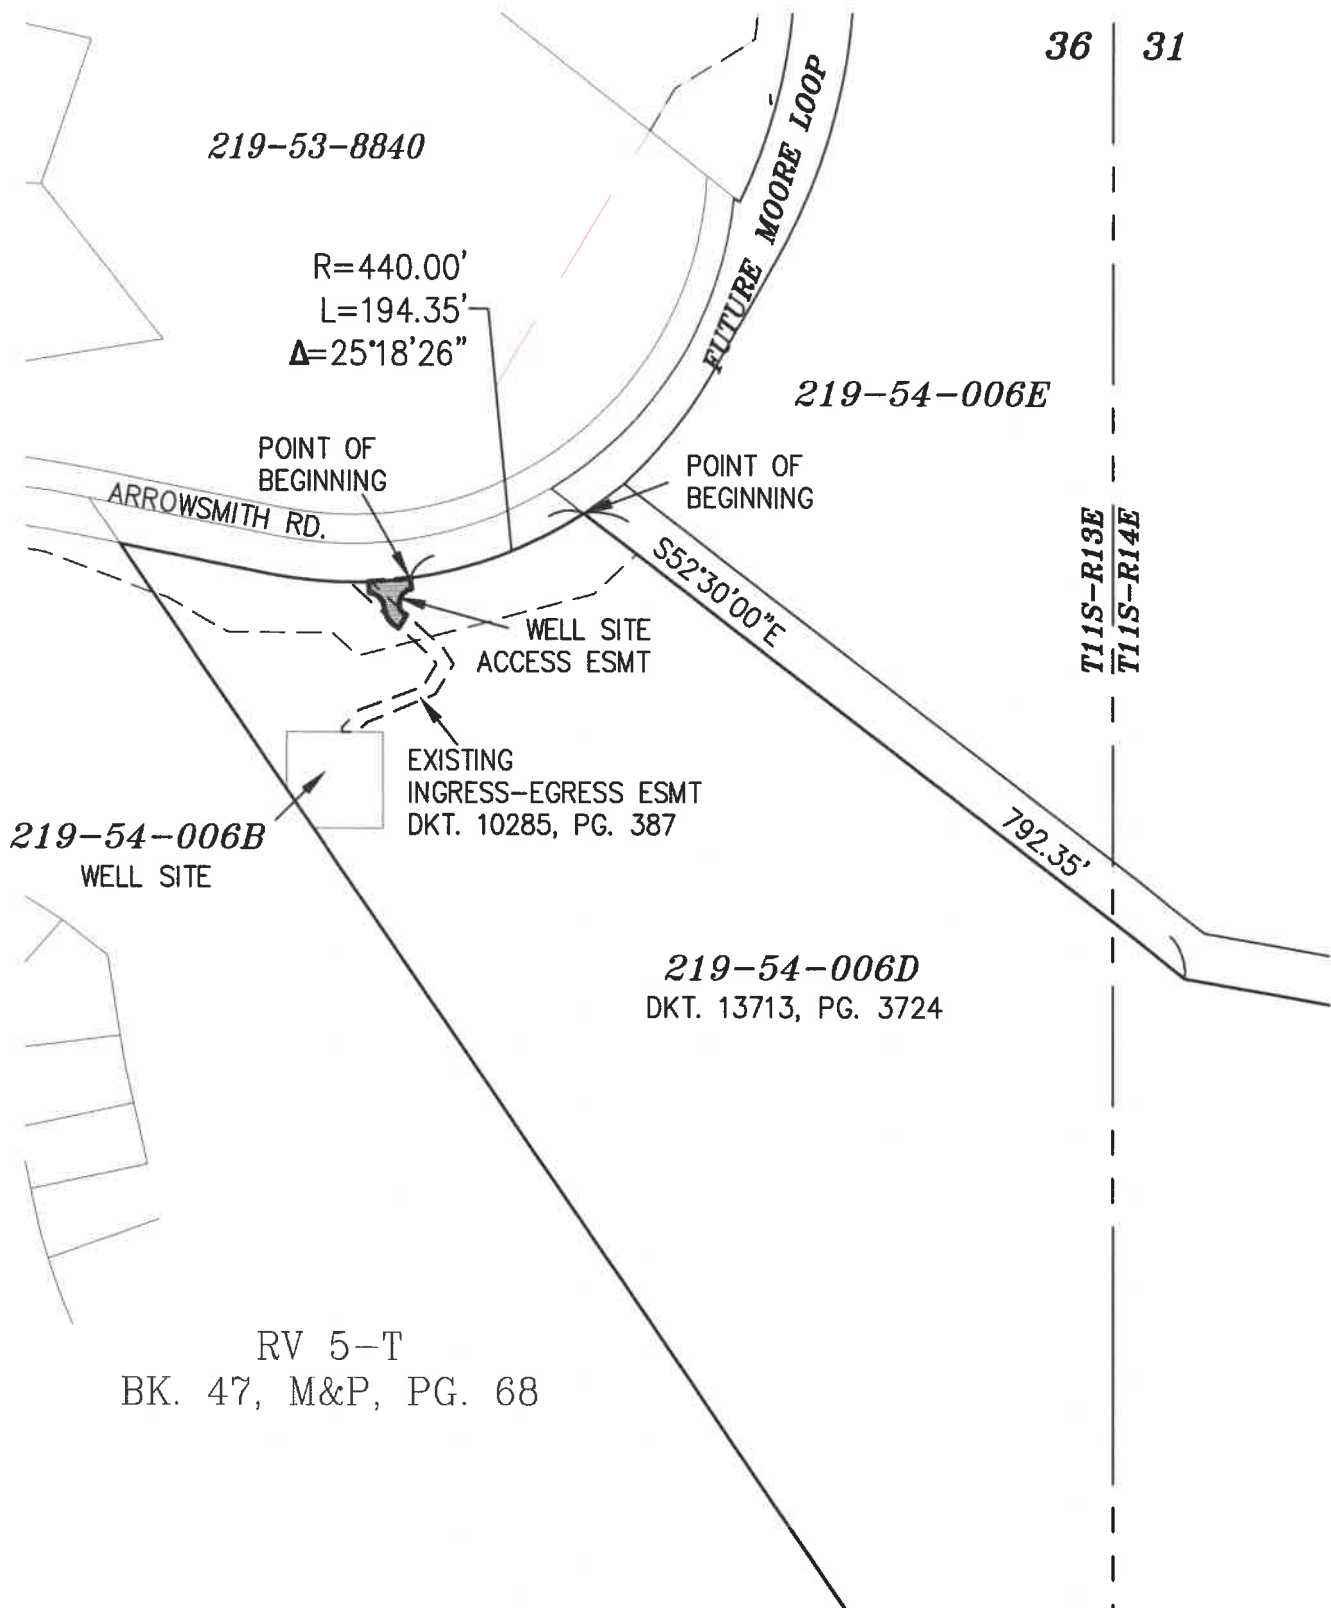 36 31
219-53-8840
FUTURE MOORE LOOP
R=440.00'
L=194.35'
Δ=25°18'26"
219-54-006E
POINT OF
BEGINNING
POINT OF
BEGINNING
ARROWSMITH RD.
T11S-R13E
T11S-R14E
S52°30'00"E
WELL SITE
ACCESS ESMT
EXISTING
INGRESS-EGRESS ESMT
DKT. 10285, PG. 387
219-54-006B
WELL SITE
792.35'
219-54-006D
DKT. 13713, PG. 3724
RV 5-T
BK. 47, M&P, PG. 68